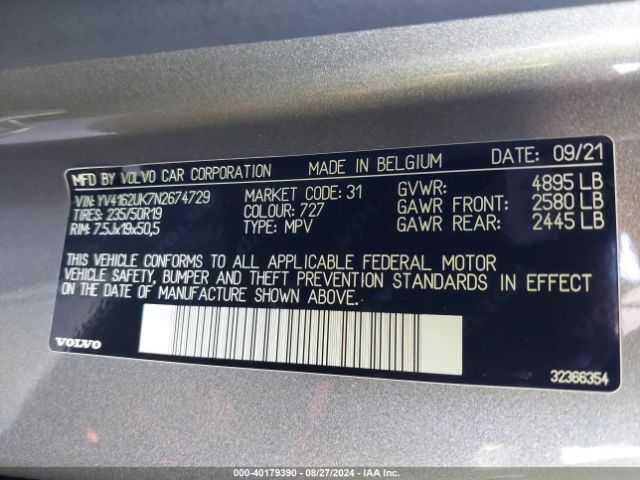 MFD BY VOLVO CAR CORPORATION MADE IN BELGIUM DATE: 09/21
VIN: YV4162UK7N2674729 MARKET CODE: 31 GVWR: 4895 LB
TIRES: 235/50R19 COLOUR: 727 GAWR FRONT: 2580 LB
RIM: 7,5Jx19x50,5 TYPE: MPV GAWR REAR: 2445 LB
THIS VEHICLE CONFORMS TO ALL APPLICABLE FEDERAL MOTOR
VEHICLE SAFETY, BUMPER AND THEFT PREVENTION STANDARDS IN EFFECT
ON THE DATE OF MANUFACTURE SHOWN ABOVE.
VOLVO
32366354
000-40179390 - 08/27/2024 - IAA Inc.